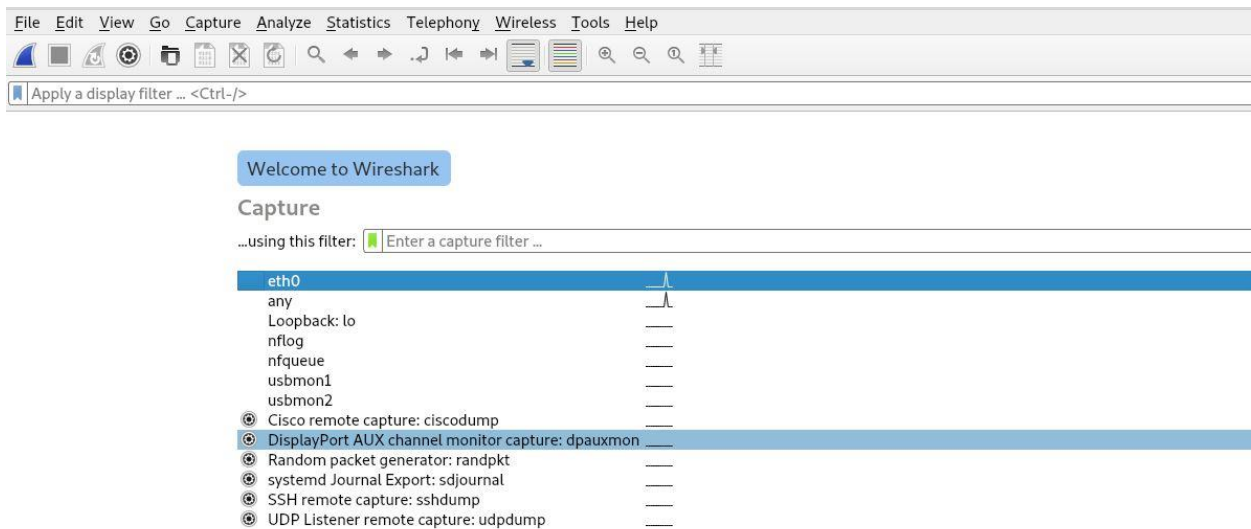 File Edit View Go Capture Analyze Statistics Telephony Wireless Tools Help
Apply a display filter ... <Ctrl-/>
Welcome to Wireshark
Capture
...using this filter: Enter a capture filter ...
eth0
any
Loopback: lo
nflog
nfqueue
usbmon1
usbmon2
Cisco remote capture: ciscodump
DisplayPort AUX channel monitor capture: dpauxmon
Random packet generator: randpkt
systemd Journal Export: sdjournal
SSH remote capture: sshdump
UDP Listener remote capture: udpdump